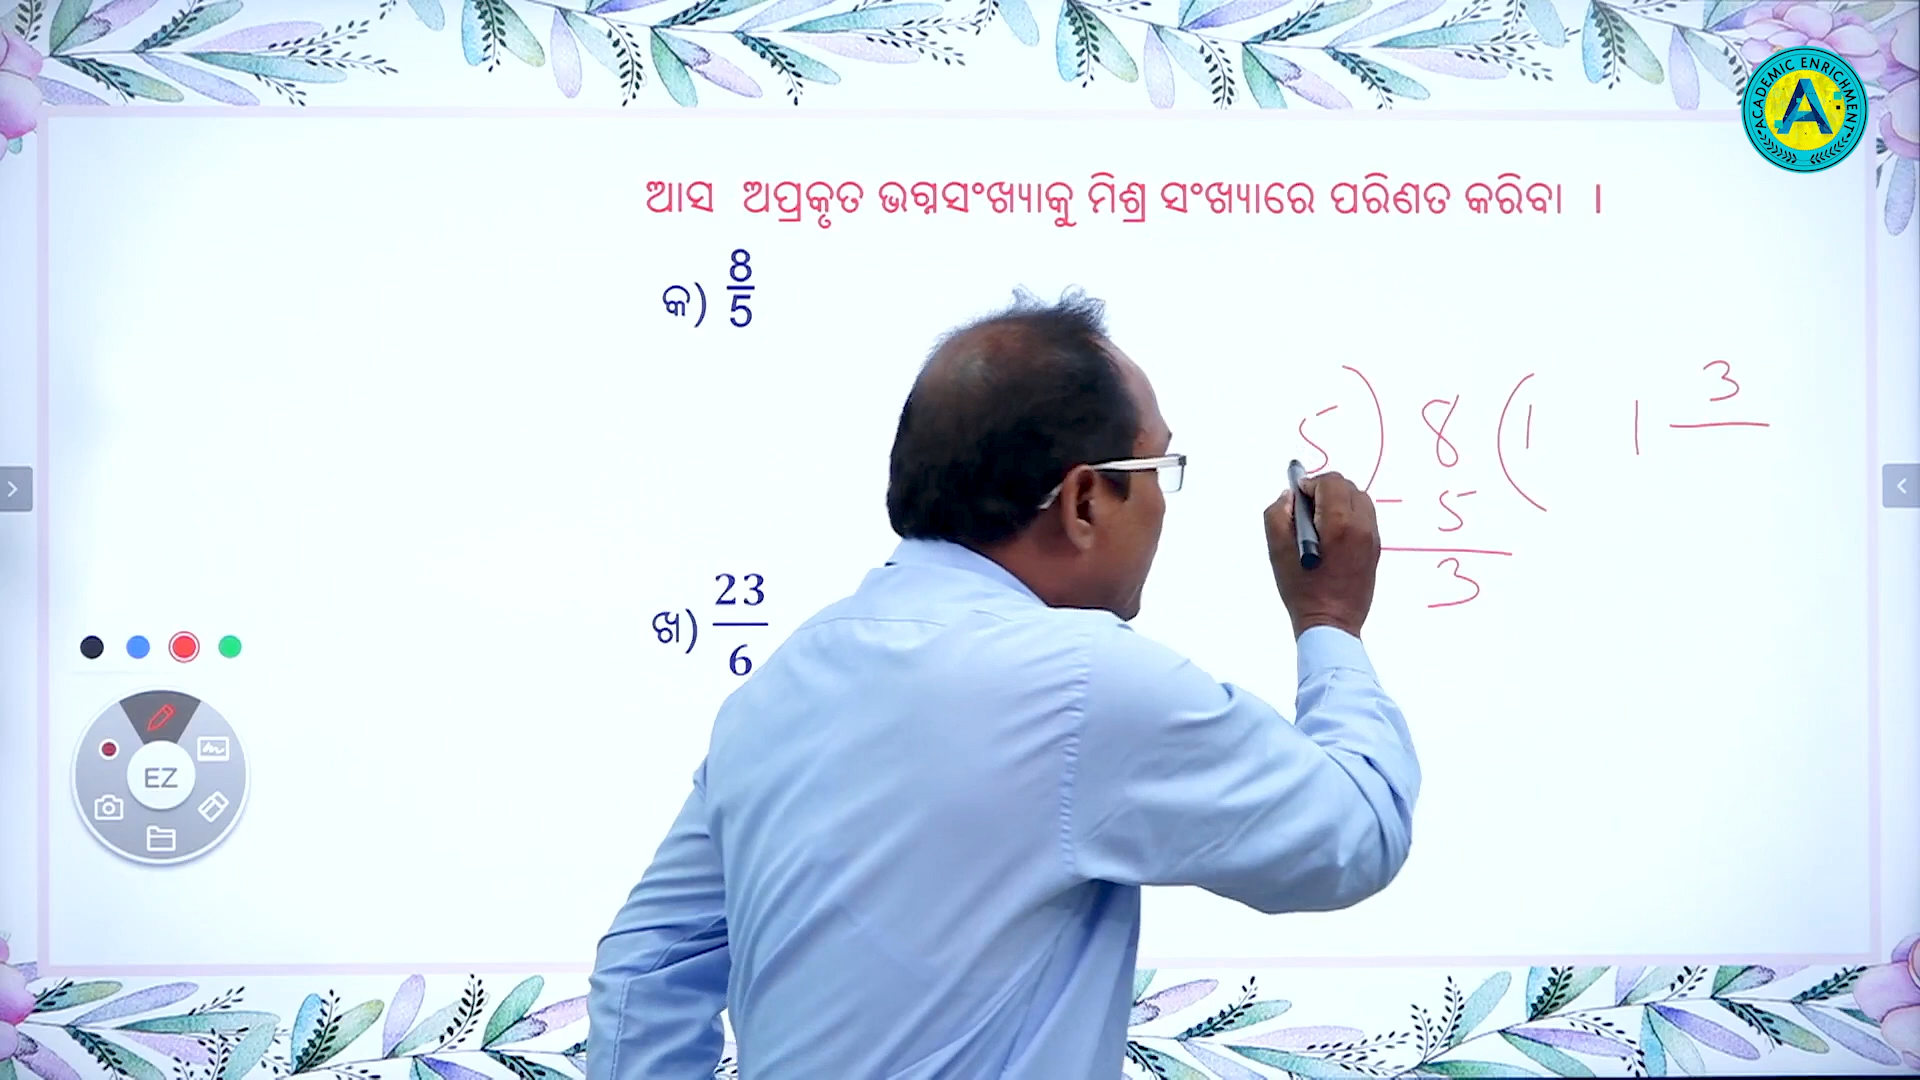 ACADEMIC ENRICHMENT
A
ଆସ ଅପ୍ରକୃତ ଭଗ୍ନସଂଖ୍ୟାକୁ ମିଶ୍ର ସଂଖ୍ୟାରେ ପରିଣତ କରିବା ।
କ) 8/5
5) 8 (1 1 3
- 5
3
ଖ) 23/6
EZ